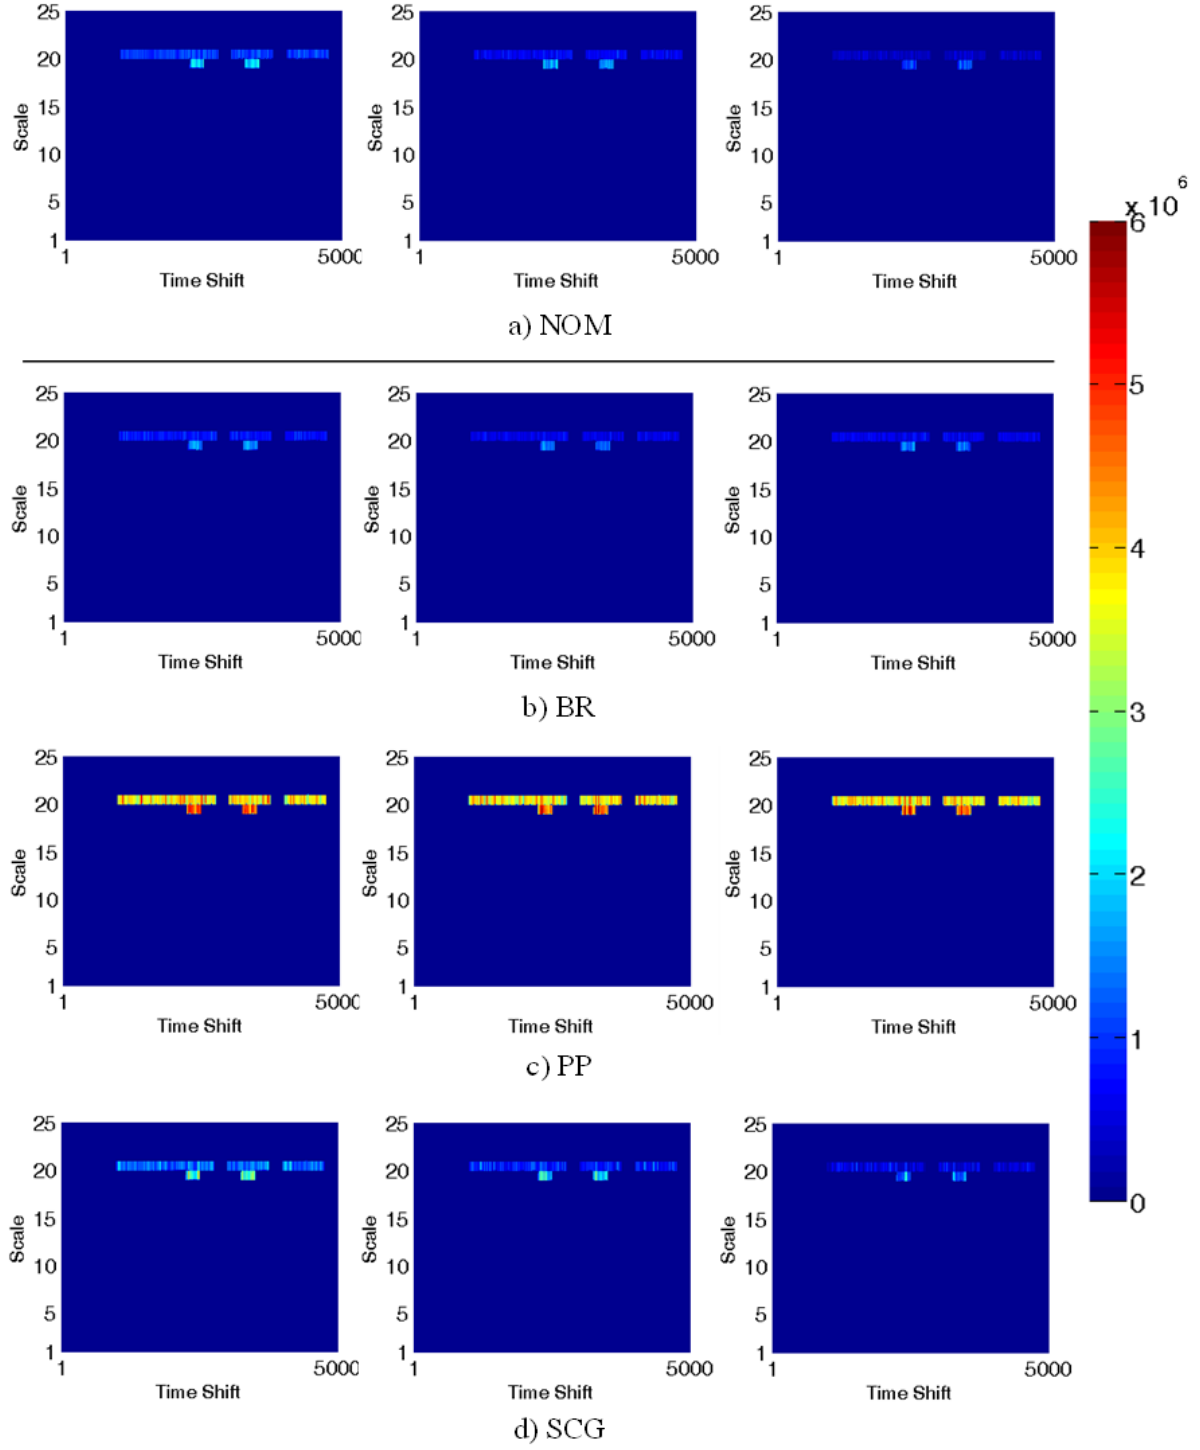 25 25 25
20 20 20
15 15 15
Scale Scale Scale
10 10 10
5 5 5
1 1 1
1 5000 1 5000 1 5000
Time Shift Time Shift Time Shift
a) NOM
x 10^6
6
5
4
3
2
1
0
25 25 25
20 20 20
15 15 15
Scale Scale Scale
10 10 10
5 5 5
1 1 1
1 5000 1 5000 1 5000
Time Shift Time Shift Time Shift
b) BR
25 25 25
20 20 20
15 15 15
Scale Scale Scale
10 10 10
5 5 5
1 1 1
1 5000 1 5000 1 5000
Time Shift Time Shift Time Shift
c) PP
25 25 25
20 20 20
15 15 15
Scale Scale Scale
10 10 10
5 5 5
1 1 1
1 5000 1 5000 1 5000
Time Shift Time Shift Time Shift
d) SCG